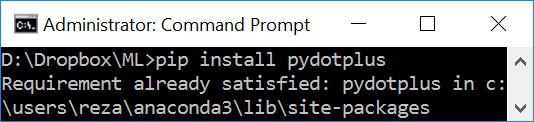 Administrator: Command Prompt
D:\Dropbox\ML>pip install pydotplus
Requirement already satisfied: pydotplus in c:
\users\reza\anaconda3\lib\site-packages